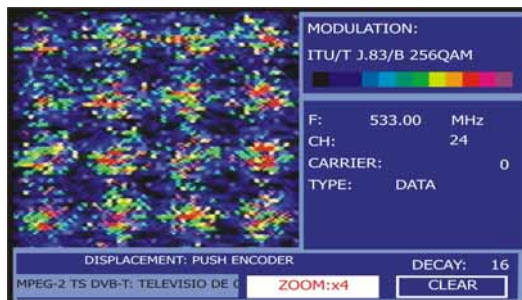 MODULATION:
ITU/T J.83/B 256QAM
F: 533.00 MHz
CH: 24
CARRIER: 0
TYPE: DATA
DISPLACEMENT: PUSH ENCODER
DECAY: 16
MPEG-2 TS DVB-T: TELEVISIO DE
ZOOM:x4
CLEAR